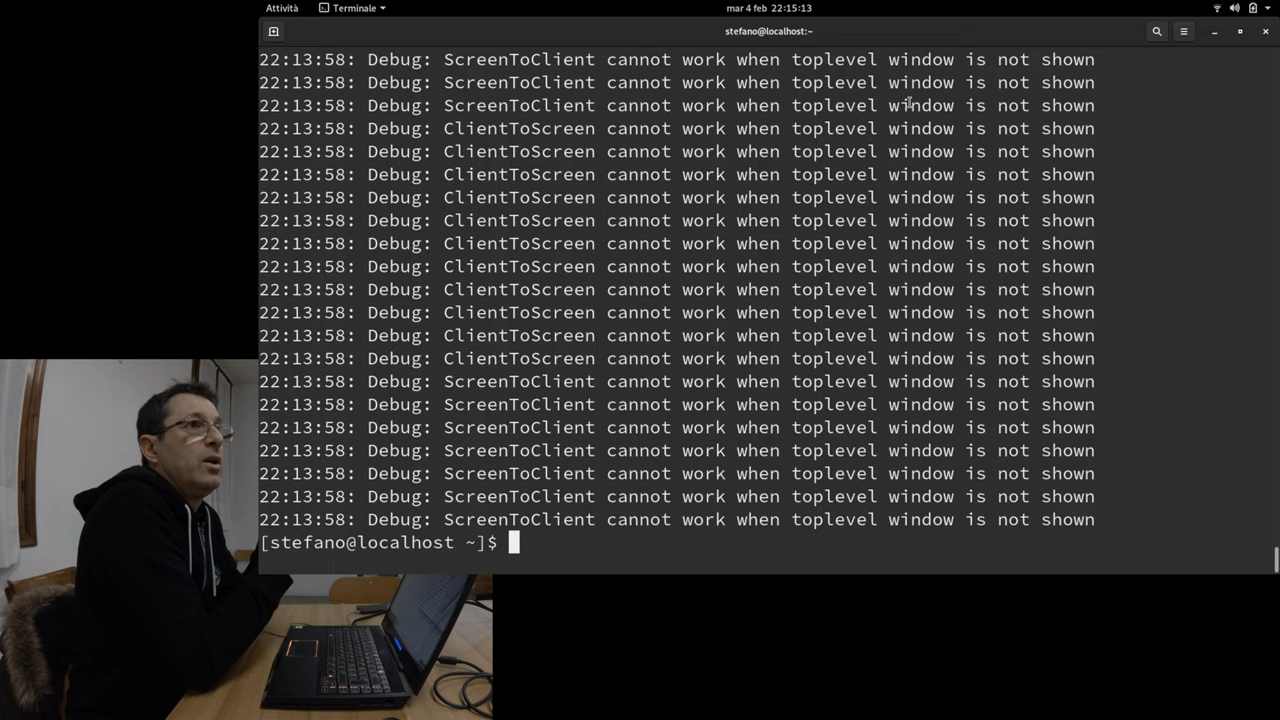 Attività
Terminale
mar 4 feb 22:15:13
stefano@localhost:~
22:13:58: Debug: ScreenToClient cannot work when toplevel window is not shown
22:13:58: Debug: ScreenToClient cannot work when toplevel window is not shown
22:13:58: Debug: ScreenToClient cannot work when toplevel window is not shown
22:13:58: Debug: ClientToScreen cannot work when toplevel window is not shown
22:13:58: Debug: ClientToScreen cannot work when toplevel window is not shown
22:13:58: Debug: ClientToScreen cannot work when toplevel window is not shown
22:13:58: Debug: ClientToScreen cannot work when toplevel window is not shown
22:13:58: Debug: ClientToScreen cannot work when toplevel window is not shown
22:13:58: Debug: ClientToScreen cannot work when toplevel window is not shown
22:13:58: Debug: ClientToScreen cannot work when toplevel window is not shown
22:13:58: Debug: ClientToScreen cannot work when toplevel window is not shown
22:13:58: Debug: ClientToScreen cannot work when toplevel window is not shown
22:13:58: Debug: ClientToScreen cannot work when toplevel window is not shown
22:13:58: Debug: ClientToScreen cannot work when toplevel window is not shown
22:13:58: Debug: ScreenToClient cannot work when toplevel window is not shown
22:13:58: Debug: ScreenToClient cannot work when toplevel window is not shown
22:13:58: Debug: ScreenToClient cannot work when toplevel window is not shown
22:13:58: Debug: ScreenToClient cannot work when toplevel window is not shown
22:13:58: Debug: ScreenToClient cannot work when toplevel window is not shown
22:13:58: Debug: ScreenToClient cannot work when toplevel window is not shown
22:13:58: Debug: ScreenToClient cannot work when toplevel window is not shown
[stefano@localhost ~]$